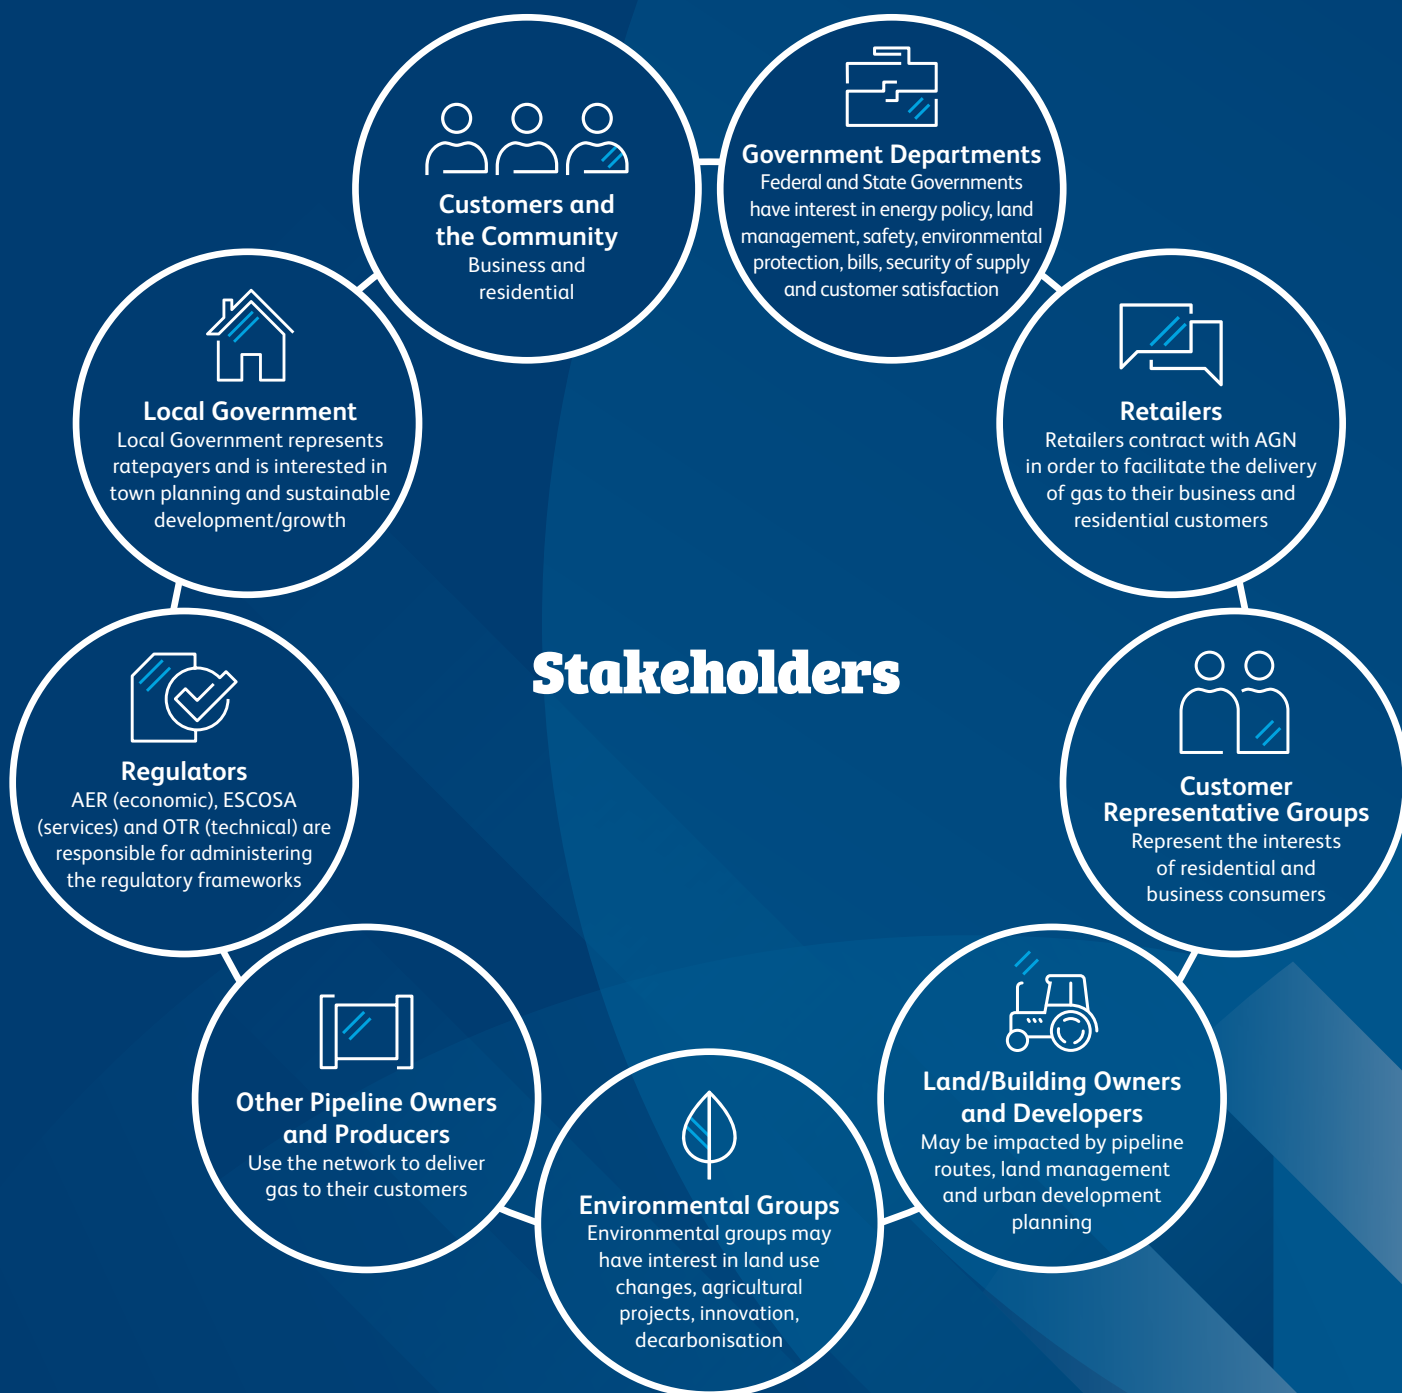 Customers and
the Community
Business and
residential
Government Departments
Federal and State Governments
have interest in energy policy, land
management, safety, environmental
protection, bills, security of supply
and customer satisfaction
Local Government
Local Government represents
ratepayers and is interested in
town planning and sustainable
development/growth
Retailers
Retailers contract with AGN
in order to facilitate the delivery
of gas to their business and
residential customers
Stakeholders
Regulators
AER (economic), ESCOSA
(services) and OTR (technical) are
responsible for administering
the regulatory frameworks
Customer
Representative Groups
Represent the interests
of residential and
business consumers
Other Pipeline Owners
and Producers
Use the network to deliver
gas to their customers
Environmental Groups
Environmental groups may
have interest in land use
changes, agricultural
projects, innovation,
decarbonisation
Land/Building Owners
and Developers
May be impacted by pipeline
routes, land management
and urban development
planning